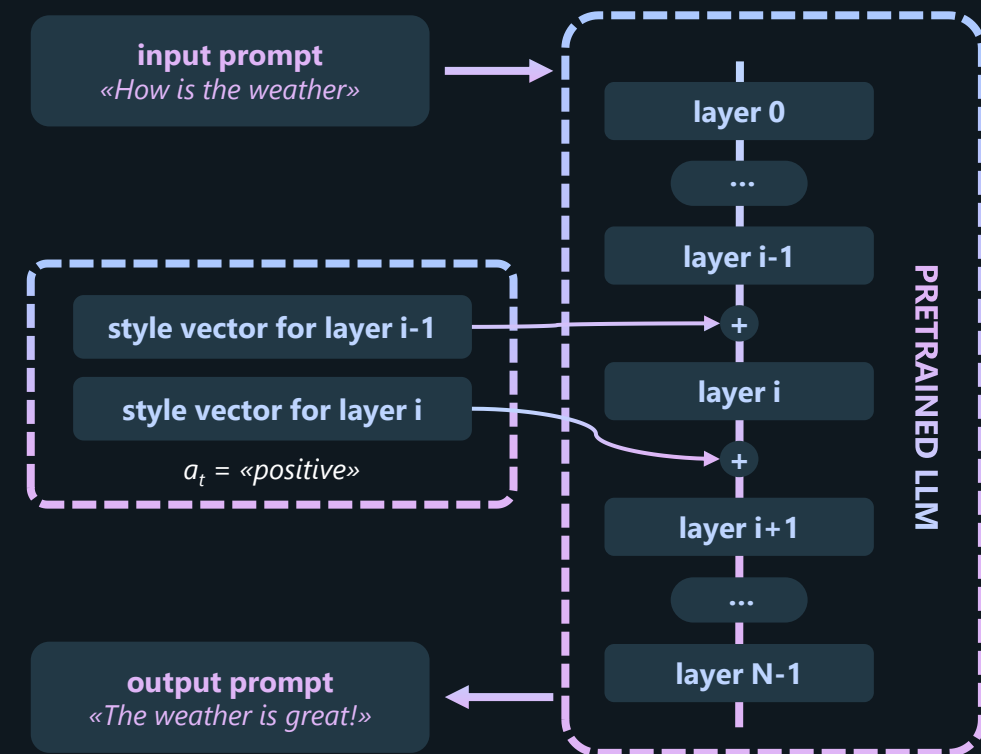 input prompt
«How is the weather»
layer 0
...
layer i-1
style vector for layer i-1
+
style vector for layer i
layer i
+
a_t = «positive»
layer i+1
...
layer N-1
PRETRAINED LLM
output prompt
«The weather is great!»